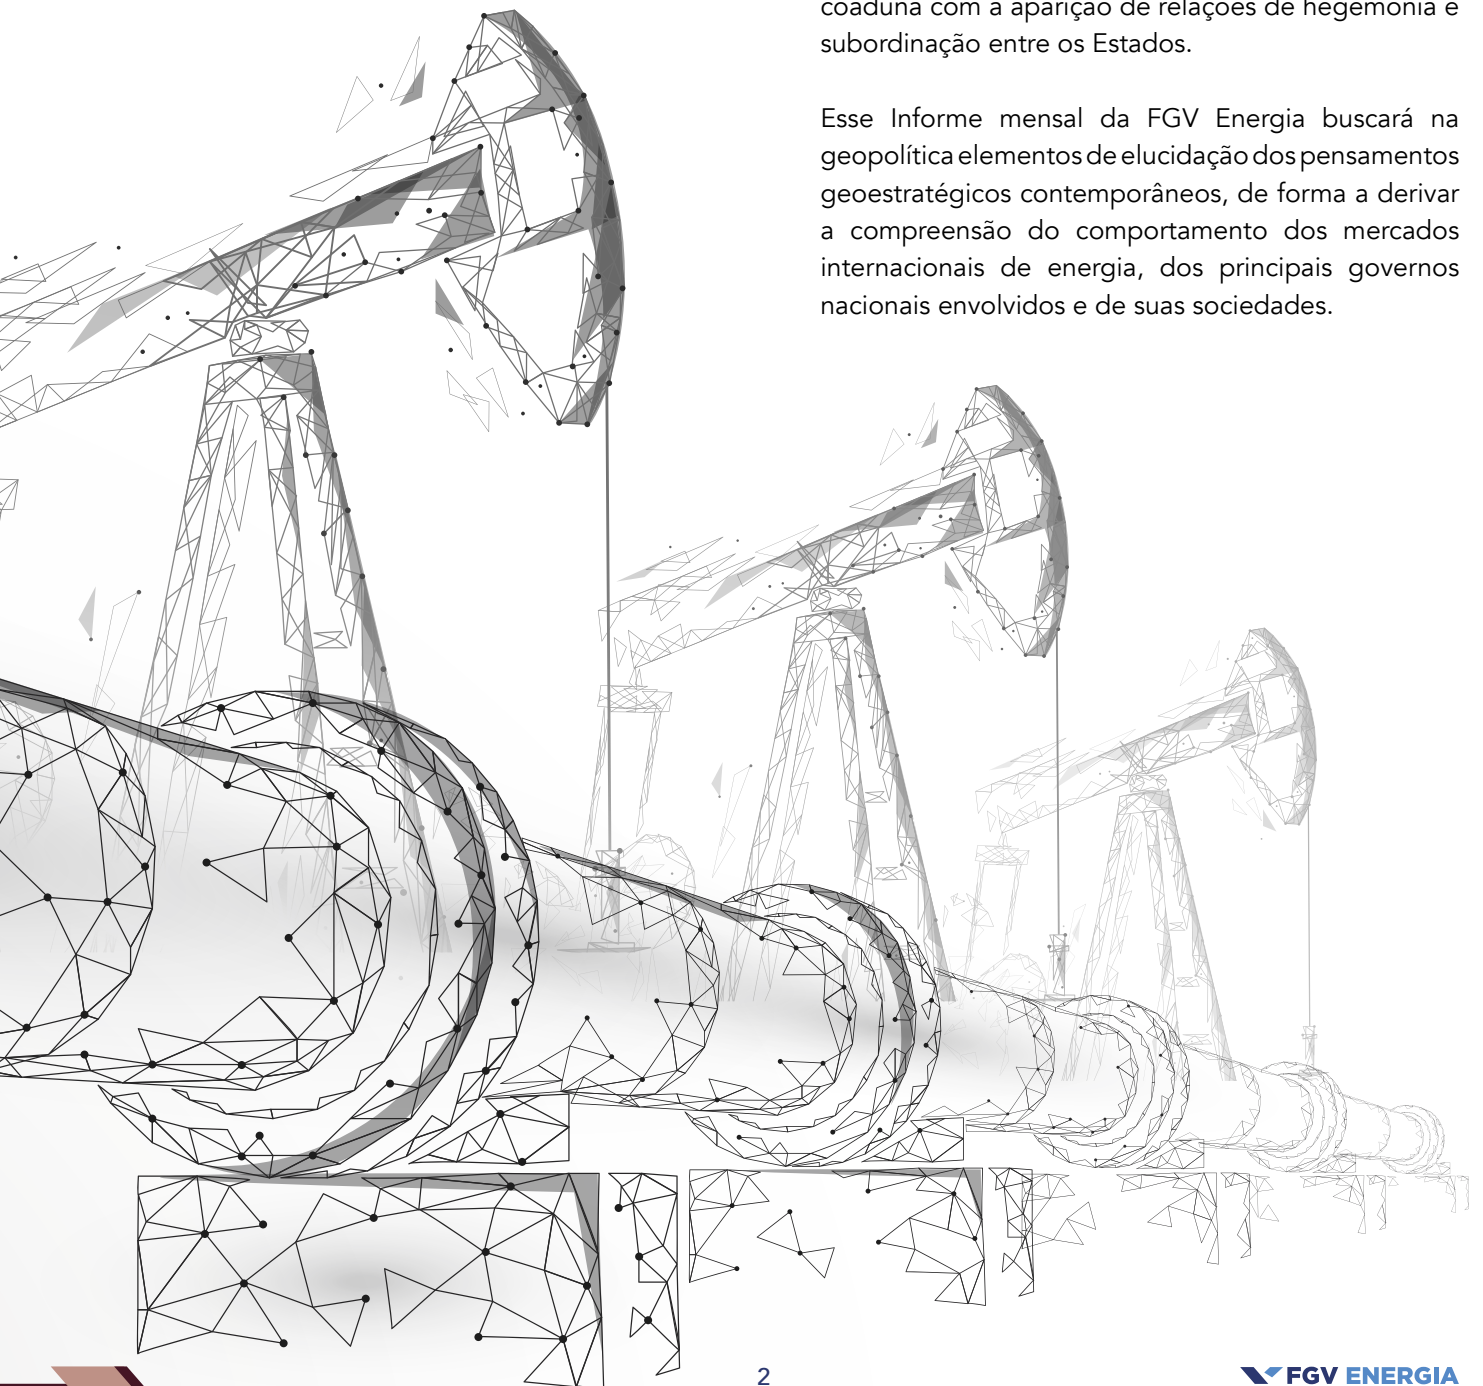 coaduna com a aparição de relações de hegemonia e
subordinação entre os Estados.
Esse Informe mensal da FGV Energia buscará na
geopolítica elementos de elucidação dos pensamentos
geoestratégicos contemporâneos, de forma a derivar
a compreensão do comportamento dos mercados
internacionais de energia, dos principais governos
nacionais envolvidos e de suas sociedades.
2
FGV ENERGIA